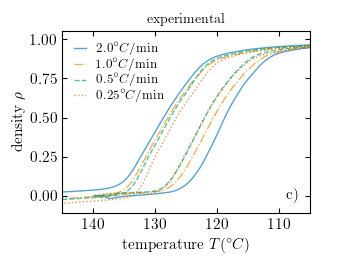 experimental
1.00
0.75
0.50
0.25
0.00
density ρ
2.0°C/min
1.0°C/min
0.5°C/min
0.25°C/min
c)
140 130 120 110
temperature T(°C)